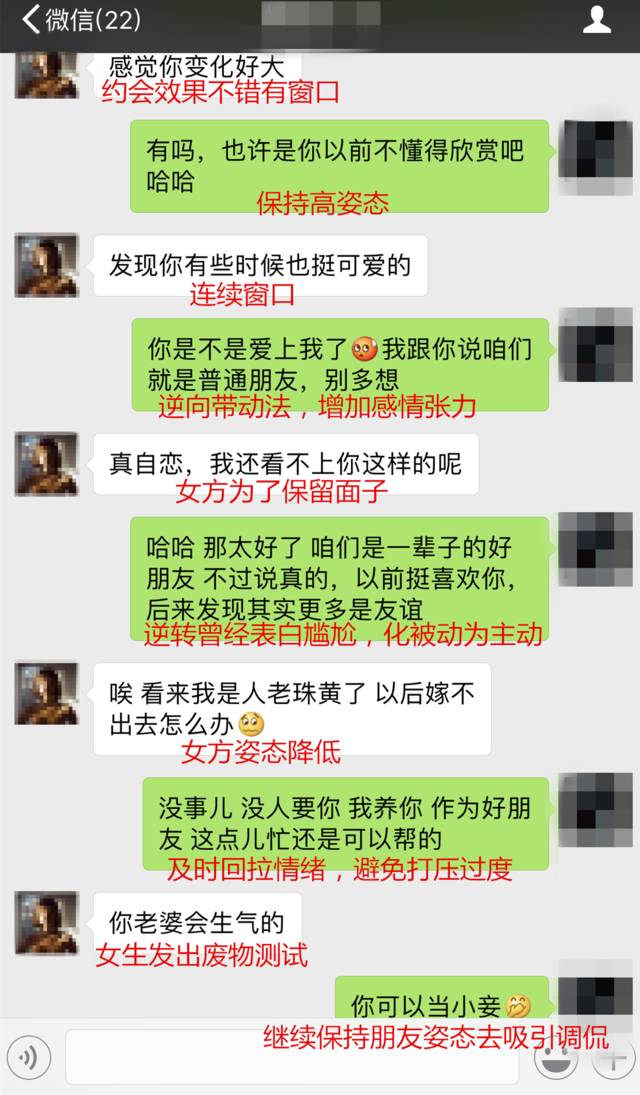 微信(22)
感觉你变化好大
约会效果不错有窗口
有吗，也许是你以前不懂得欣赏吧
哈哈
保持高姿态
发现你有些时候也挺可爱的
连续窗口
你是不是爱上我了🥵我跟你说咱们
就是普通朋友，别多想
逆向带动法，增加感情张力
真自恋，我还看不上你这样的呢
女方为了保留面子
哈哈 那太好了 咱们是一辈子的好
朋友 不过说真的，以前挺喜欢你，
后来发现其实更多是友谊
逆转曾经表白尴尬，化被动为主动
唉 看来我是人老珠黄了 以后嫁不
出去怎么办😖
女方姿态降低
没事儿 没人要你 我养你 作为好朋
友 这点儿忙还是可以帮的
及时回拉情绪，避免打压过度
你老婆会生气的
女生发出废物测试
你可以当小妾🤭
继续保持朋友姿态去吸引调侃